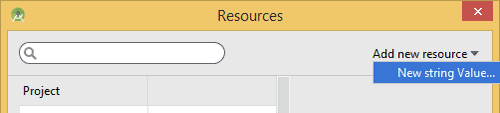 Resources
Add new resource
New string Value...
Project